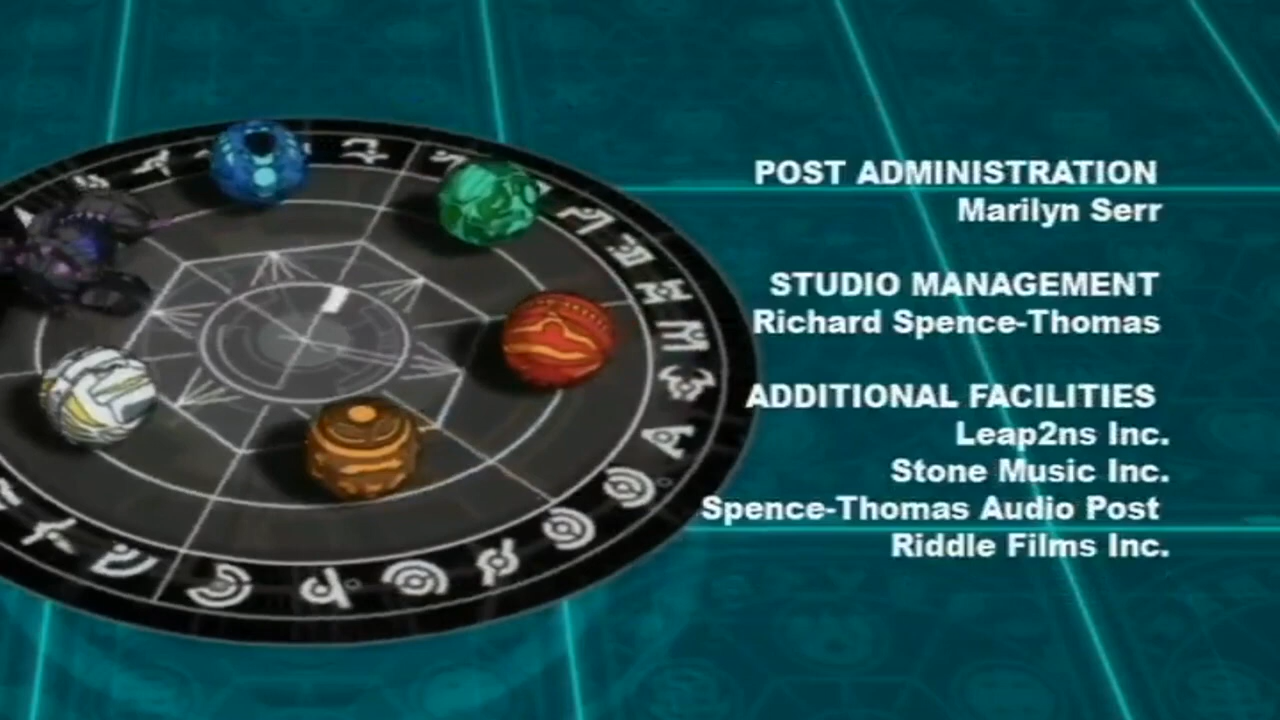 POST ADMINISTRATION
Marilyn Serr
STUDIO MANAGEMENT
Richard Spence-Thomas
ADDITIONAL FACILITIES
Leap2ns Inc.
Stone Music Inc.
Spence-Thomas Audio Post
Riddle Films Inc.